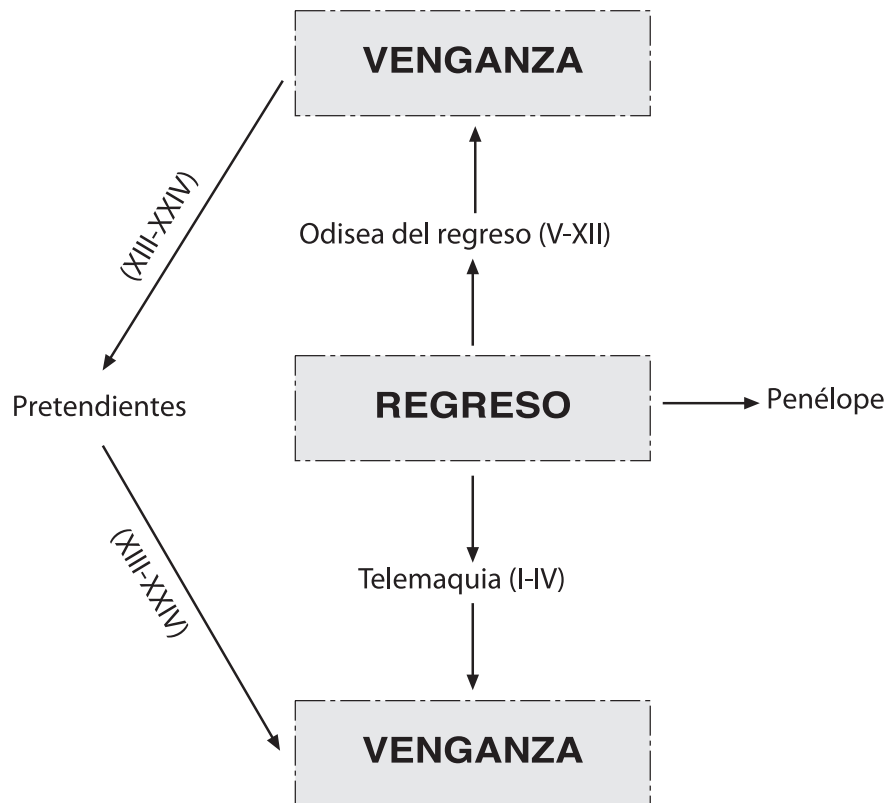 VENGANZA
(XIII-XXIV)
Odisea del regreso (V-XII)
Pretendientes
REGRESO
Penélope
(XIII-XXIV)
Telemaquia (I-IV)
VENGANZA